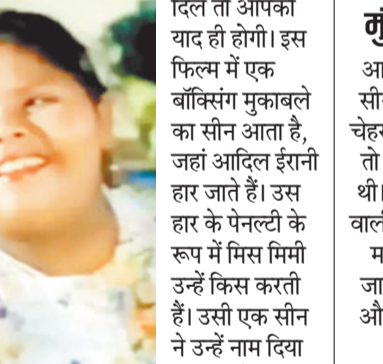 दिल तो आपको
याद ही होगी। इस
फिल्म में एक
बॉक्सिंग मुकाबले
का सीन आता है,
जहां आदिल ईरानी
हार जाते हैं। उस
हार के पेनल्टी के
रूप में मिस मिमी
उन्हें किस करती
हैं। उसी एक सीन
ने उन्हें नाम दिया